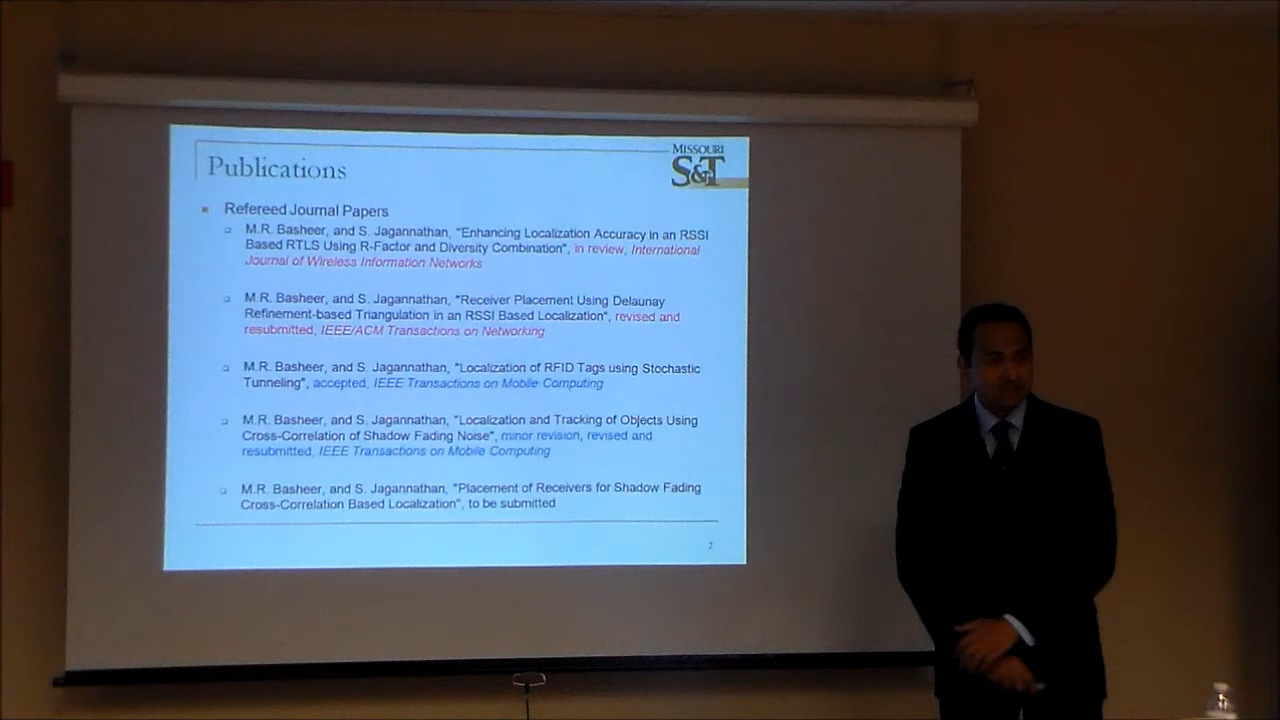 MISSOURI
S&T
Publications
Refereed Journal Papers
M.R. Basheer, and S. Jagannathan, "Enhancing Localization Accuracy in an RSSI
Based RTLS Using R-Factor and Diversity Combination", in review, International
Journal of Wireless Information Networks
M.R. Basheer, and S. Jagannathan, "Receiver Placement Using Delaunay
Refinement-based Triangulation in an RSSI Based Localization", revised and
resubmitted, IEEE/ACM Transactions on Networking
M.R. Basheer, and S. Jagannathan, "Localization of RFID Tags using Stochastic
Tunneling", accepted, IEEE Transactions on Mobile Computing
M.R. Basheer, and S. Jagannathan, "Localization and Tracking of Objects Using
Cross-Correlation of Shadow Fading Noise", minor revision, revised and
resubmitted, IEEE Transactions on Mobile Computing
M.R. Basheer, and S. Jagannathan, "Placement of Receivers for Shadow Fading
Cross-Correlation Based Localization", to be submitted
2